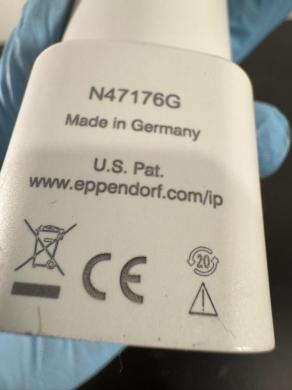 N47176G
Made in Germany
U.S. Pat.
www.eppendorf.com/ip
CE
20